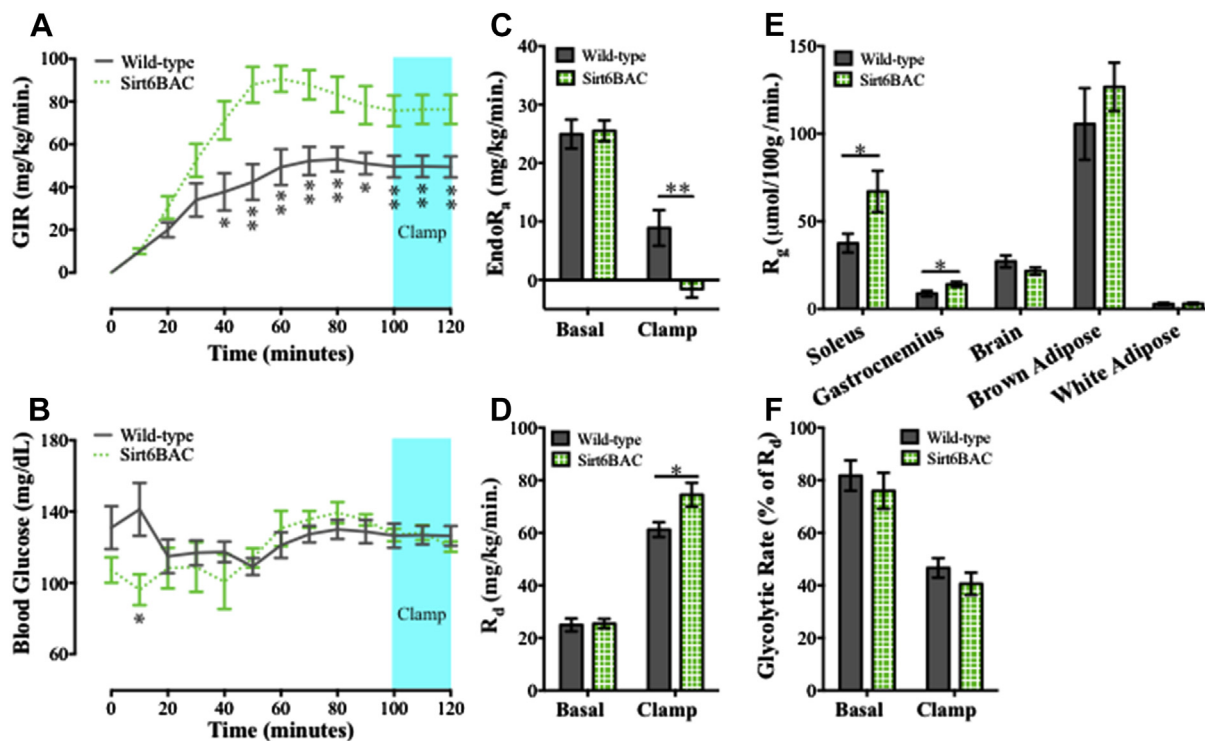 A
Wild-type
Sirt6BAC
GIR (mg/kg/min.)
100
80
60
40
20
0
*
**
**
**
**
*
**
**
**
Clamp
0 20 40 60 80 100 120
Time (minutes)
B
Wild-type
Sirt6BAC
Blood Glucose (mg/dL)
180
140
100
60
*
Clamp
0 20 40 60 80 100 120
Time (minutes)
C
Wild-type
Sirt6BAC
EndoRa (mg/kg/min.)
40
30
20
10
0
**
Basal Clamp
D
Wild-type
Sirt6BAC
Rd (mg/kg/min.)
100
80
60
40
20
0
*
Basal Clamp
E
Wild-type
Sirt6BAC
Rg (μmol/100g /min.)
150
100
50
0
*
*
Soleus
Gastrocnemius
Brain
Brown Adipose
White Adipose
F
Wild-type
Sirt6BAC
Glycolytic Rate (% of Rd)
100
80
60
40
20
0
Basal Clamp